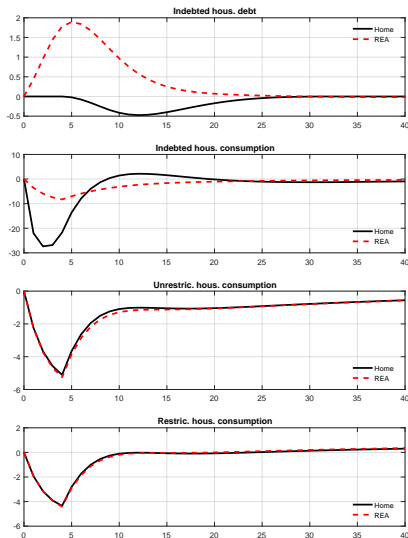 Indebted hous. debt
2
1.5
1
0.5
0
-0.5
Home
REA
0 5 10 15 20 25 30 35 40
Indebted hous. consumption
10
0
-10
-20
-30
Home
REA
0 5 10 15 20 25 30 35 40
Unrestric. hous. consumption
0
-2
-4
-6
Home
REA
0 5 10 15 20 25 30 35 40
Restric. hous. consumption
2
0
-2
-4
-6
Home
REA
0 5 10 15 20 25 30 35 40